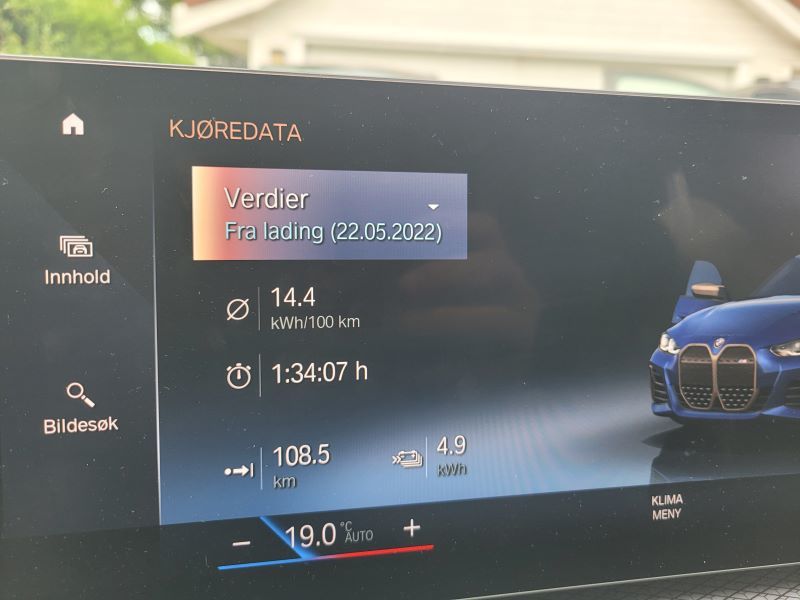 KJØREDATA
Verdier
Fra lading (22.05.2022)
Innhold
14.4
kWh/100 km
1:34:07 h
Bildesøk
108.5
km
4.9
kWh
KLIMA
MENY
− 19.0 °C AUTO +